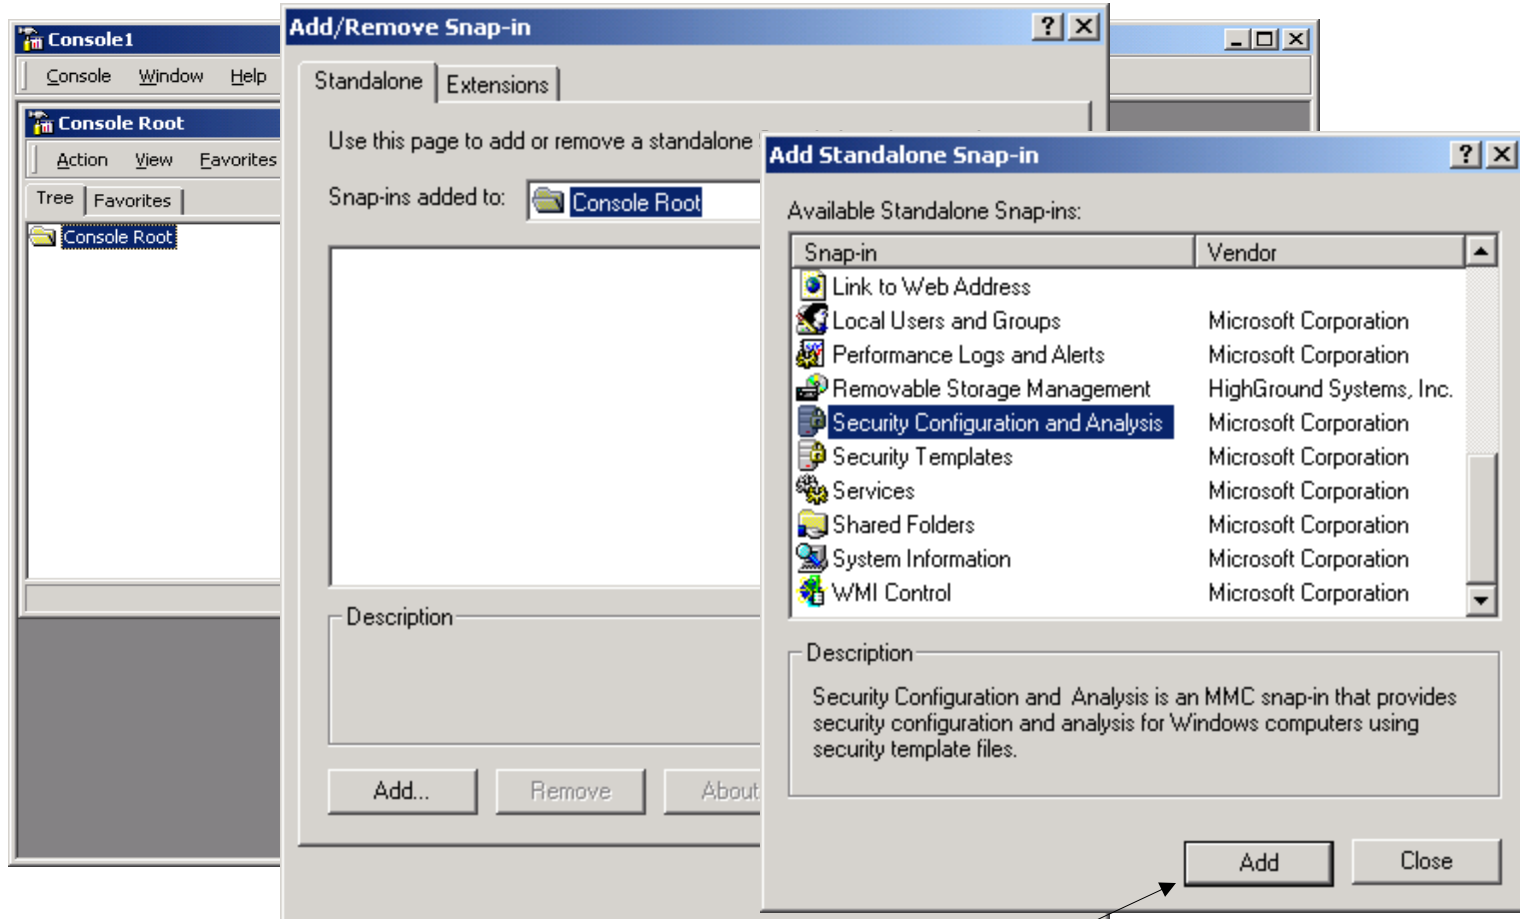 Console1
Console Window Help
Console Root
Action View Favorites
Tree Favorites
Console Root
Add/Remove Snap-in
Standalone Extensions
Use this page to add or remove a standalone
Snap-ins added to: Console Root
Description
Add... Remove About
Add Standalone Snap-in
Available Standalone Snap-ins:
Snap-in Vendor
Link to Web Address
Local Users and Groups Microsoft Corporation
Performance Logs and Alerts Microsoft Corporation
Removable Storage Management HighGround Systems, Inc.
Security Configuration and Analysis Microsoft Corporation
Security Templates Microsoft Corporation
Services Microsoft Corporation
Shared Folders Microsoft Corporation
System Information Microsoft Corporation
WMI Control Microsoft Corporation
Description
Security Configuration and Analysis is an MMC snap-in that provides
security configuration and analysis for Windows computers using
security template files.
Add Close